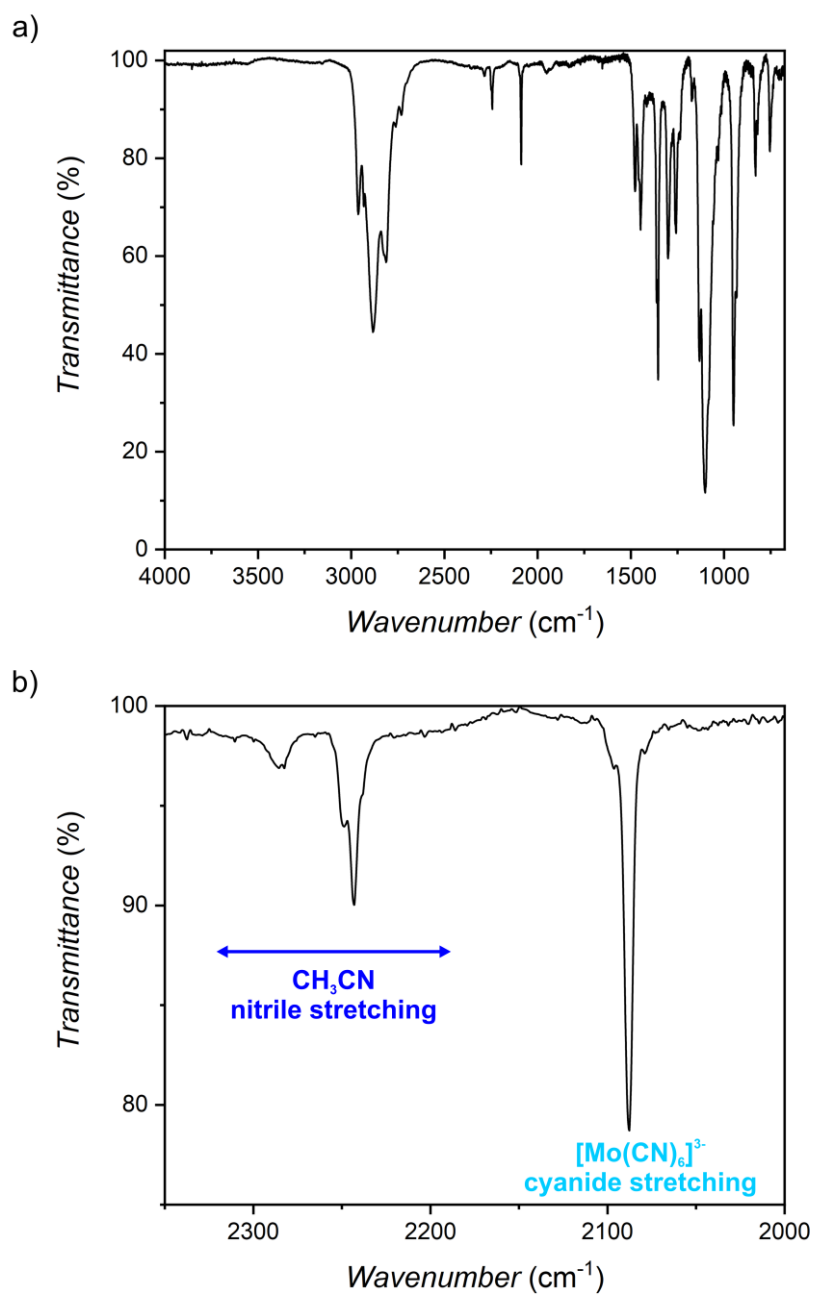 a)
100
80
60
40
20
0
Transmittance (%)
4000 3500 3000 2500 2000 1500 1000
Wavenumber (cm⁻¹)
b)
100
90
80
Transmittance (%)
CH₃CN
nitrile stretching
[Mo(CN)₆]³⁻
cyanide stretching
2300 2200 2100 2000
Wavenumber (cm⁻¹)